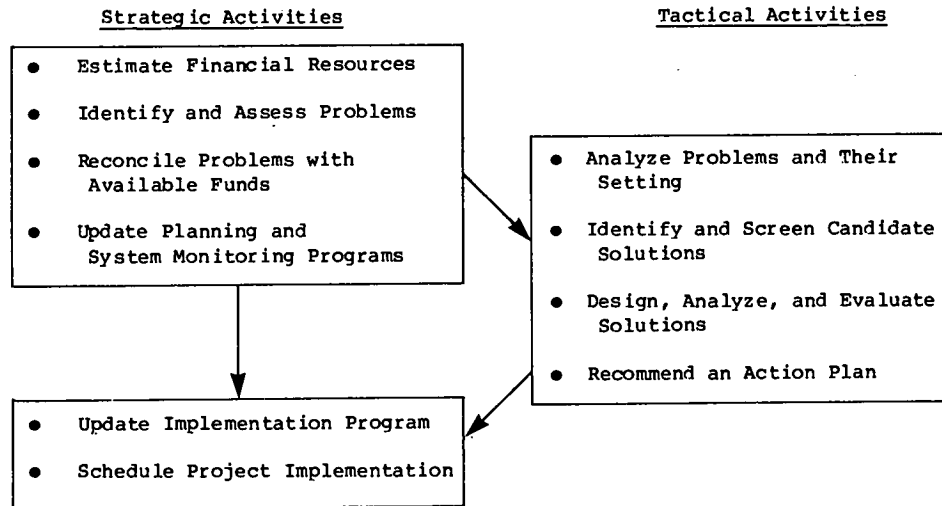 Strategic Activities
● Estimate Financial Resources
● Identify and Assess Problems
● Reconcile Problems with
Available Funds
● Update Planning and
System Monitoring Programs
Tactical Activities
● Analyze Problems and Their
Setting
● Identify and Screen Candidate
Solutions
● Design, Analyze, and Evaluate
Solutions
● Recommend an Action Plan
● Update Implementation Program
● Schedule Project Implementation